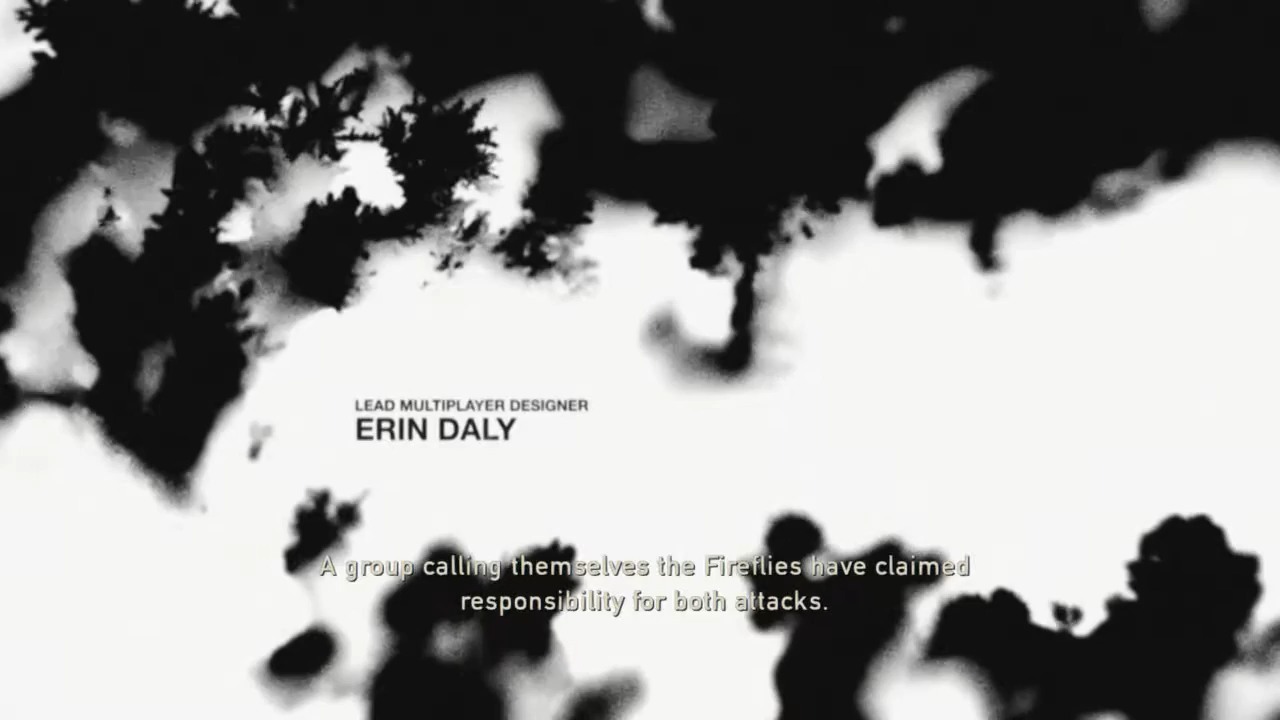 LEAD MULTIPLAYER DESIGNER
ERIN DALY
A group calling themselves the Fireflies have claimed
responsibility for both attacks.